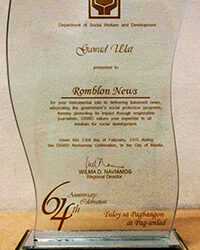 Department of Social Welfare and Development
Gawad Ulat
presented to
Romblon News
for your instrumental role in delivering balanced news,
advocating the government's social protection programs,
thereby promoting its impact through responsible
journalism. DSWD values your expertise in all
medium for social development.
Given this 23rd day of February, 2015 during
the DSWD Anniversary Celebration, in the City of Manila.
WILMA D. NAVIAMOS
Regional Director
64th
Anniversary
Celebration
Tuloy sa Pagbangon
at Pag-unlad